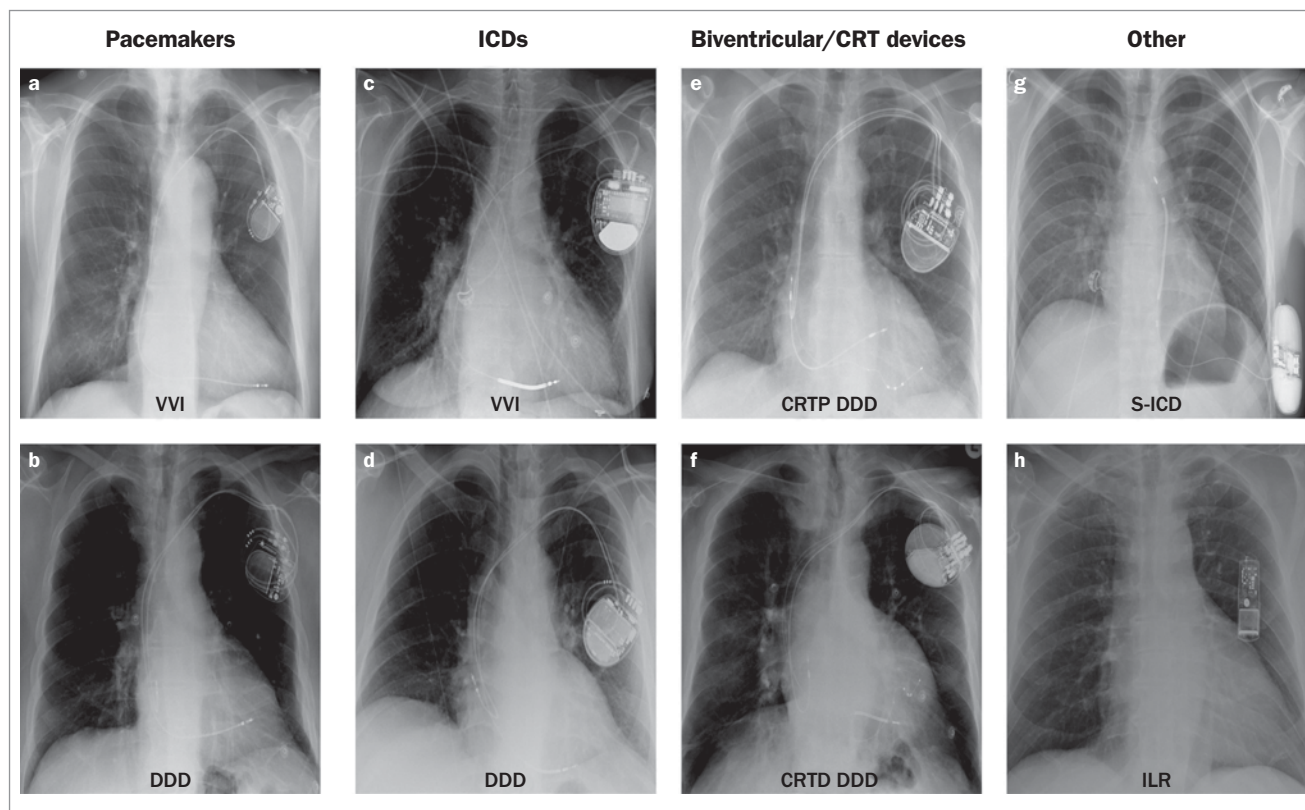 Pacemakers ICDs Biventricular/CRT devices Other
a c e g
VVI VVI CRTP DDD S-ICD
b d f h
DDD DDD CRTD DDD ILR